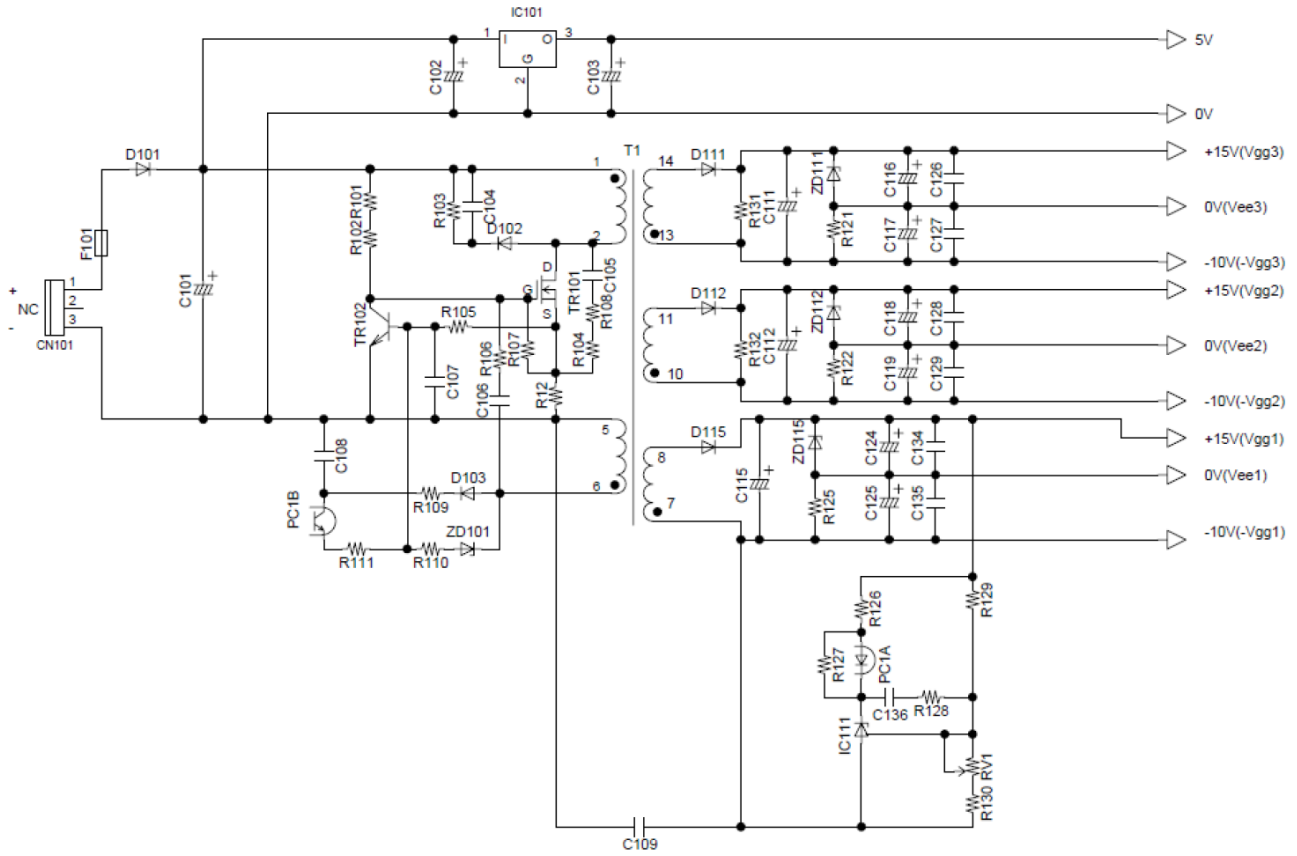 IC101
1 I O 3
G
2
C102 +
C103 +
5V
0V
D101
T1
1
14
D111
+15V(Vgg3)
R101
R103
C104
R131
C111 +
ZD111
C116 +
C126
R102
D102
2
13
0V(Vee3)
F101
R121
C117 +
C127
C101 +
D
G
S
TR101
C105
R108
-10V(-Vgg3)
+
NC
-
1
2
3
CN101
TR102
R105
R106
R107
R104
11
D112
+15V(Vgg2)
R132
C112 +
ZD112
C118 +
C128
0V(Vee2)
C107
C106
R12
10
R122
C119 +
C129
-10V(-Vgg2)
5
D115
+15V(Vgg1)
C108
8
C115 +
ZD115
C124 +
C134
0V(Vee1)
D103
6
R109
R125
C125 +
C135
PC1B
ZD101
7
R111
R110
-10V(-Vgg1)
R126
R129
R127
PC1A
C136
R128
IC111
RV1
R130
C109